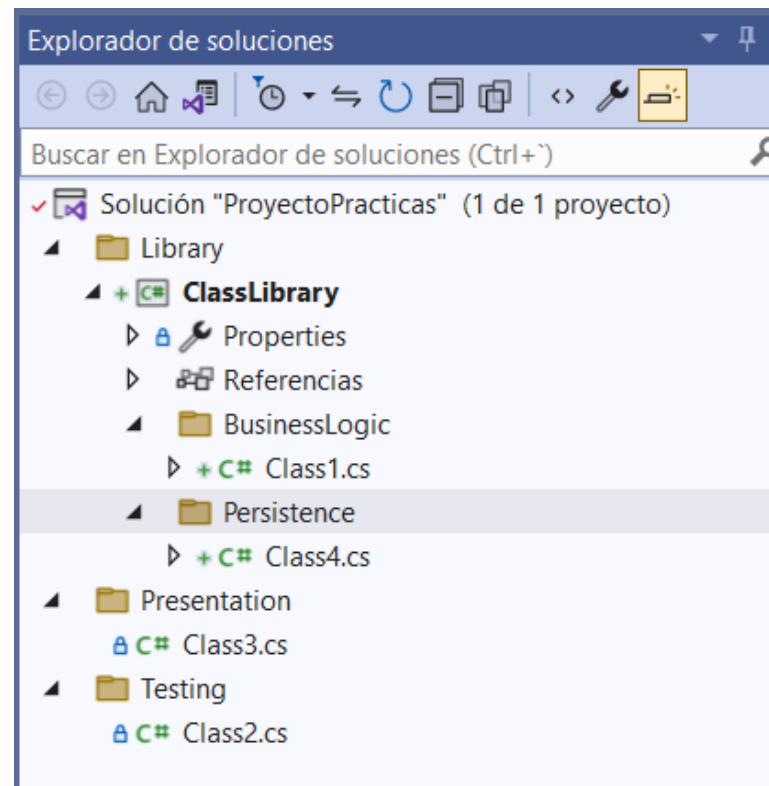 Explorador de soluciones
Buscar en Explorador de soluciones (Ctrl+`)
Solución "ProyectoPracticas" (1 de 1 proyecto)
Library
C# ClassLibrary
Properties
Referencias
BusinessLogic
C# Class1.cs
Persistence
C# Class4.cs
Presentation
C# Class3.cs
Testing
C# Class2.cs